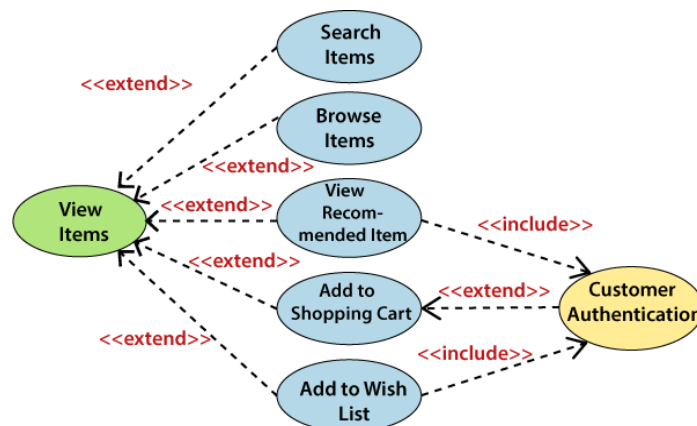 Search
Items
<<extend>>
Browse
Items
<<extend>>
View
Recom-
mended Item
<<extend>>
View
Items
<<include>>
<<extend>>
Add to
Shopping Cart
<<extend>>
Customer
Authentication
<<extend>>
<<include>>
Add to Wish
List